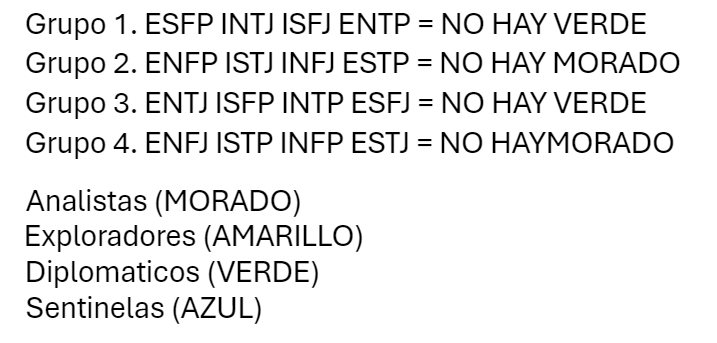 Grupo 1. ESFP INTJ ISFJ ENTP = NO HAY VERDE
Grupo 2. ENFP ISTJ INFJ ESTP = NO HAY MORADO
Grupo 3. ENTJ ISFP INTP ESFJ = NO HAY VERDE
Grupo 4. ENFJ ISTP INFP ESTJ = NO HAYMORADO
Analistas (MORADO)
Exploradores (AMARILLO)
Diplomaticos (VERDE)
Sentinelas (AZUL)